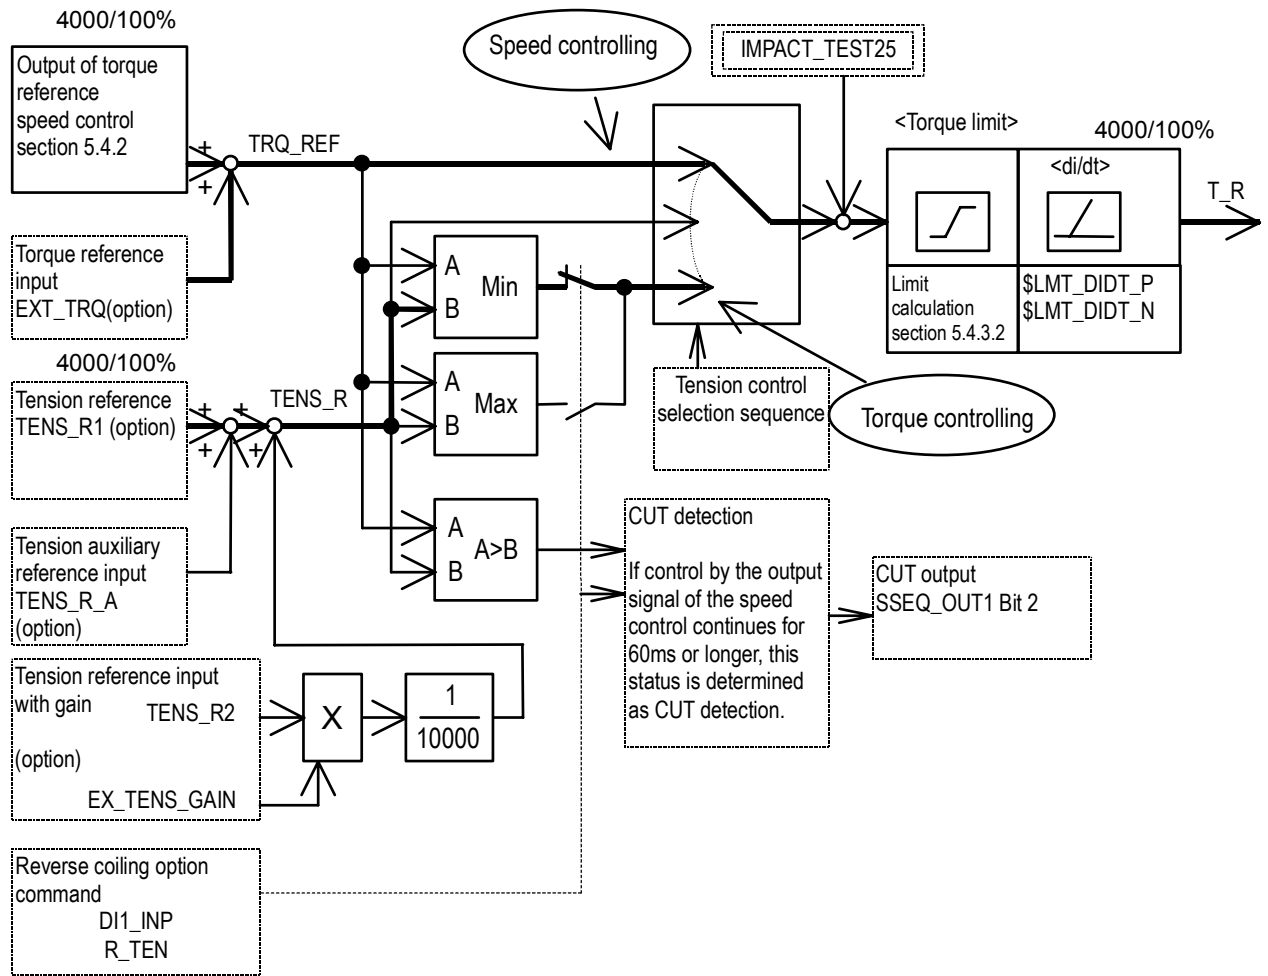 4000/100%
Output of torque
reference
speed control
section 5.4.2
+
+
TRQ_REF
Speed controlling
IMPACT_TEST25
<Torque limit>
4000/100%
<di/dt>
T_R
Limit
calculation
section 5.4.3.2
$LMT_DIDT_P
$LMT_DIDT_N
Torque reference
input
EXT_TRQ(option)
A
B
Min
4000/100%
Tension reference
TENS_R1 (option)
+
+
+
+
TENS_R
A
B
Max
Tension control
selection sequence
Torque controlling
Tension auxiliary
reference input
TENS_R_A
(option)
A
B
A>B
CUT detection
If control by the output
signal of the speed
control continues for
60ms or longer, this
status is determined
as CUT detection.
CUT output
SSEQ_OUT1 Bit 2
Tension reference input
with gain
TENS_R2
(option)
EX_TENS_GAIN
X
1
10000
Reverse coiling option
command
DI1_INP
R_TEN